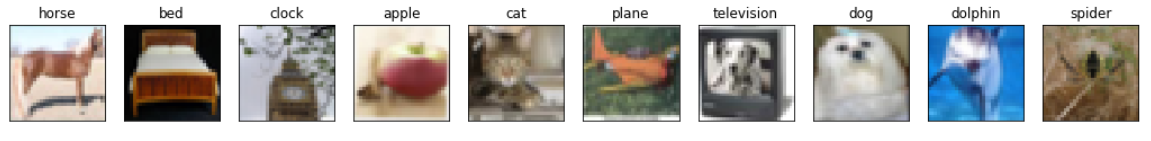 horse bed clock apple cat plane television dog dolphin spider